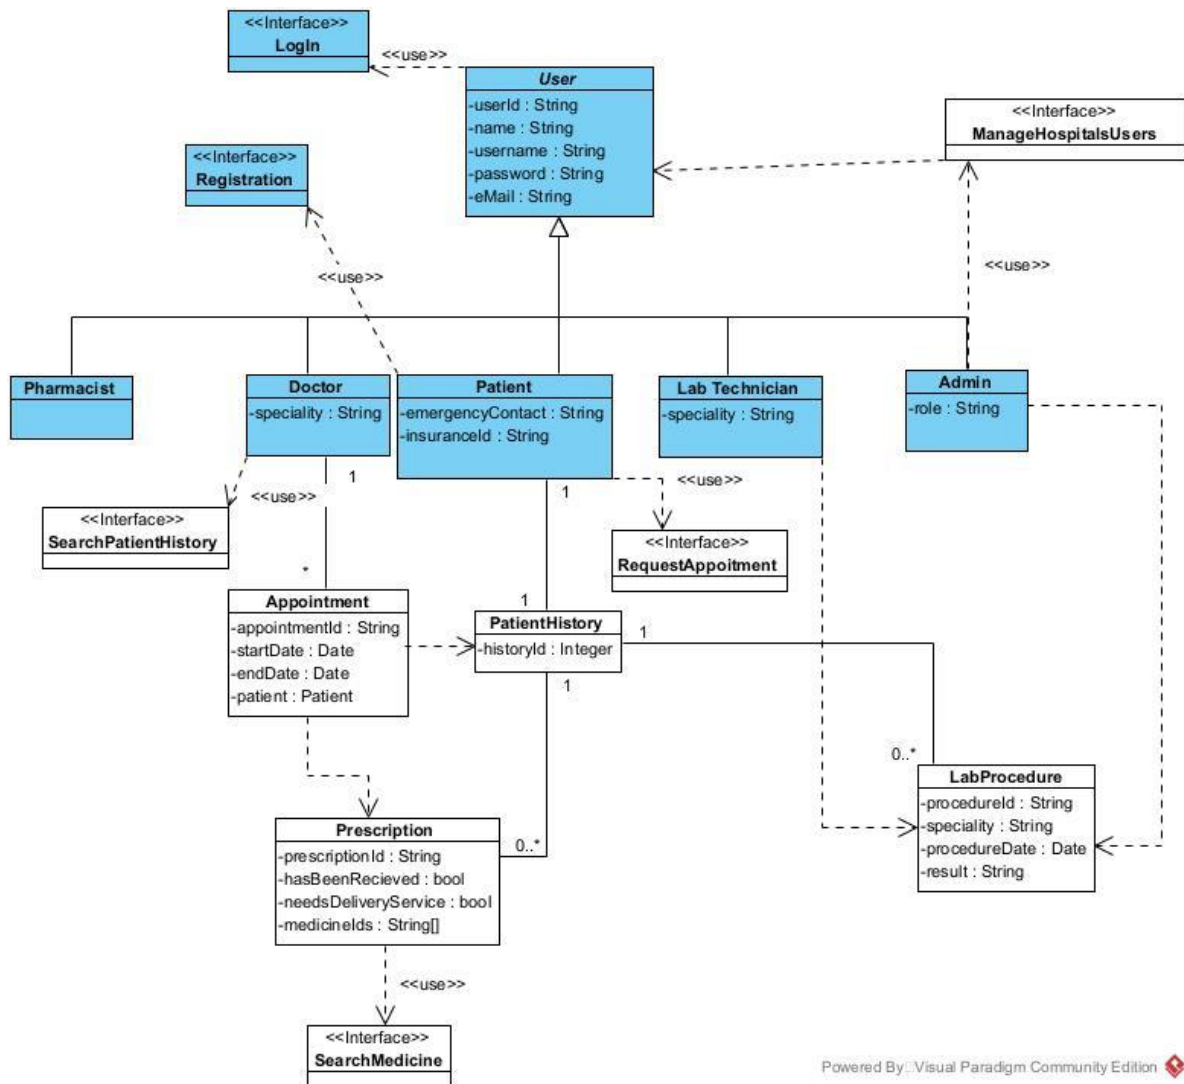 <<Interface>>
LogIn
<<use>>
User
-userId : String
-name : String
-username : String
-password : String
-eMail : String
<<Interface>>
ManageHospitalsUsers
<<Interface>>
Registration
<<use>>
<<use>>
Pharmacist
Doctor
-speciality : String
Patient
-emergencyContact : String
-insuranceId : String
Lab Technician
-speciality : String
Admin
-role : String
1
<<use>>
1
<<use>>
<<Interface>>
SearchPatientHistory
<<Interface>>
RequestAppoitment
*
Appointment
-appointmentId : String
-startDate : Date
-endDate : Date
-patient : Patient
1
PatientHistory
-historyId : Integer
1
1
0..*
LabProcedure
-procedureId : String
-speciality : String
-procedureDate : Date
-result : String
Prescription
-prescriptionId : String
-hasBeenRecieved : bool
-needsDeliveryService : bool
-medicineIds : String[]
0..*
<<use>>
<<Interface>>
SearchMedicine
Powered By Visual Paradigm Community Edition